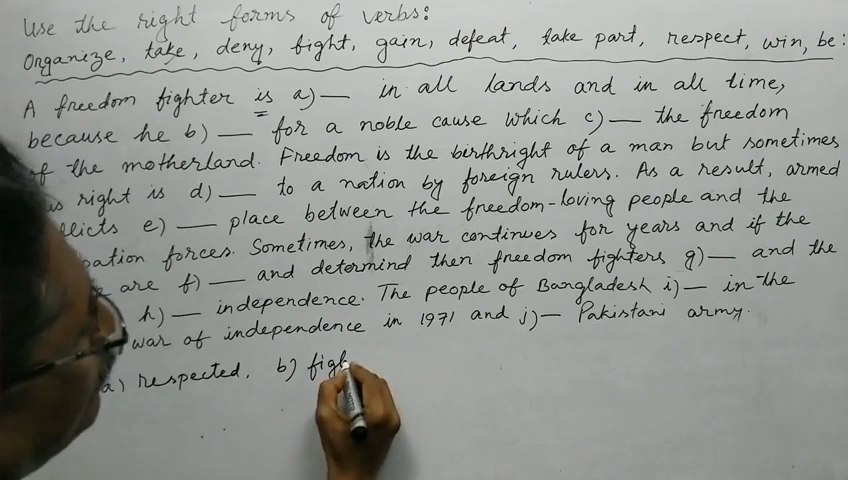 Use the right forms of verbs:
Organize, take, deny, fight, gain, defeat, take part, respect, win, be:
A freedom fighter is a) — in all lands and in all time,
because he b) — for a noble cause which c) — the freedom
of the motherland. Freedom is the birthright of a man but sometimes
is right is d) — to a nation by foreign rulers. As a result, armed
licts e) — place between the freedom-loving people and the
pation forces. Sometimes, the war continues for years and if the
are f) — and determind then freedom fighters g) — and the
h) — independence. The people of Bangladesh i) — in the
war of independence in 1971 and j) — Pakistani army.
a) respected. b) figh